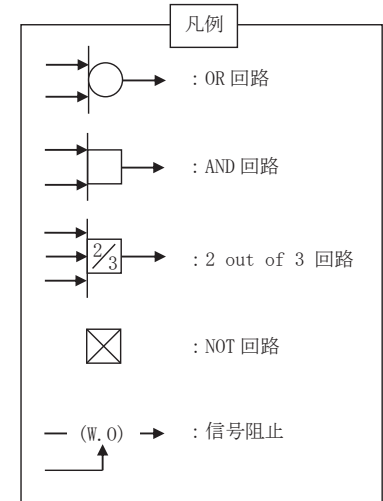 凡例
：OR 回路
：AND 回路
2/3
：2 out of 3 回路
：NOT 回路
(W.O)
：信号阻止